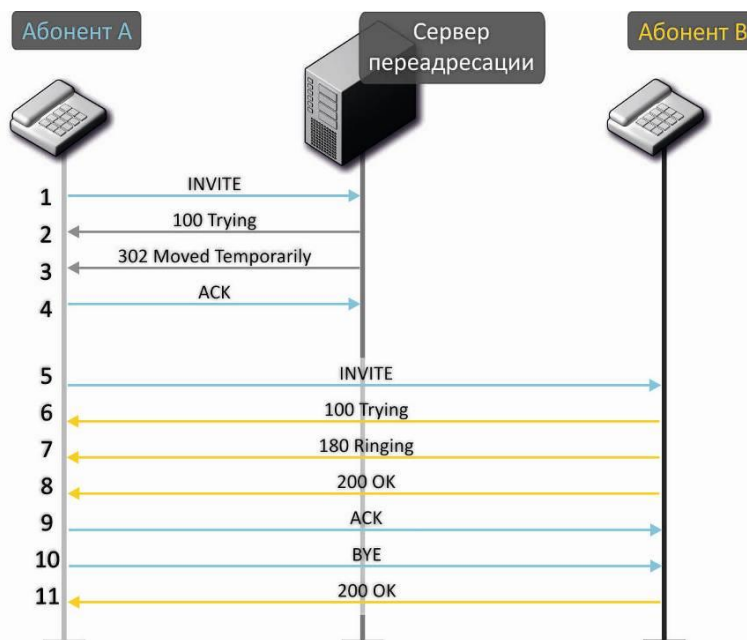 Абонент А
Сервер
переадресации
Абонент В
1
INVITE
2
100 Trying
3
302 Moved Temporarily
4
ACK
5
INVITE
6
100 Trying
7
180 Ringing
8
200 OK
9
ACK
10
BYE
11
200 OK